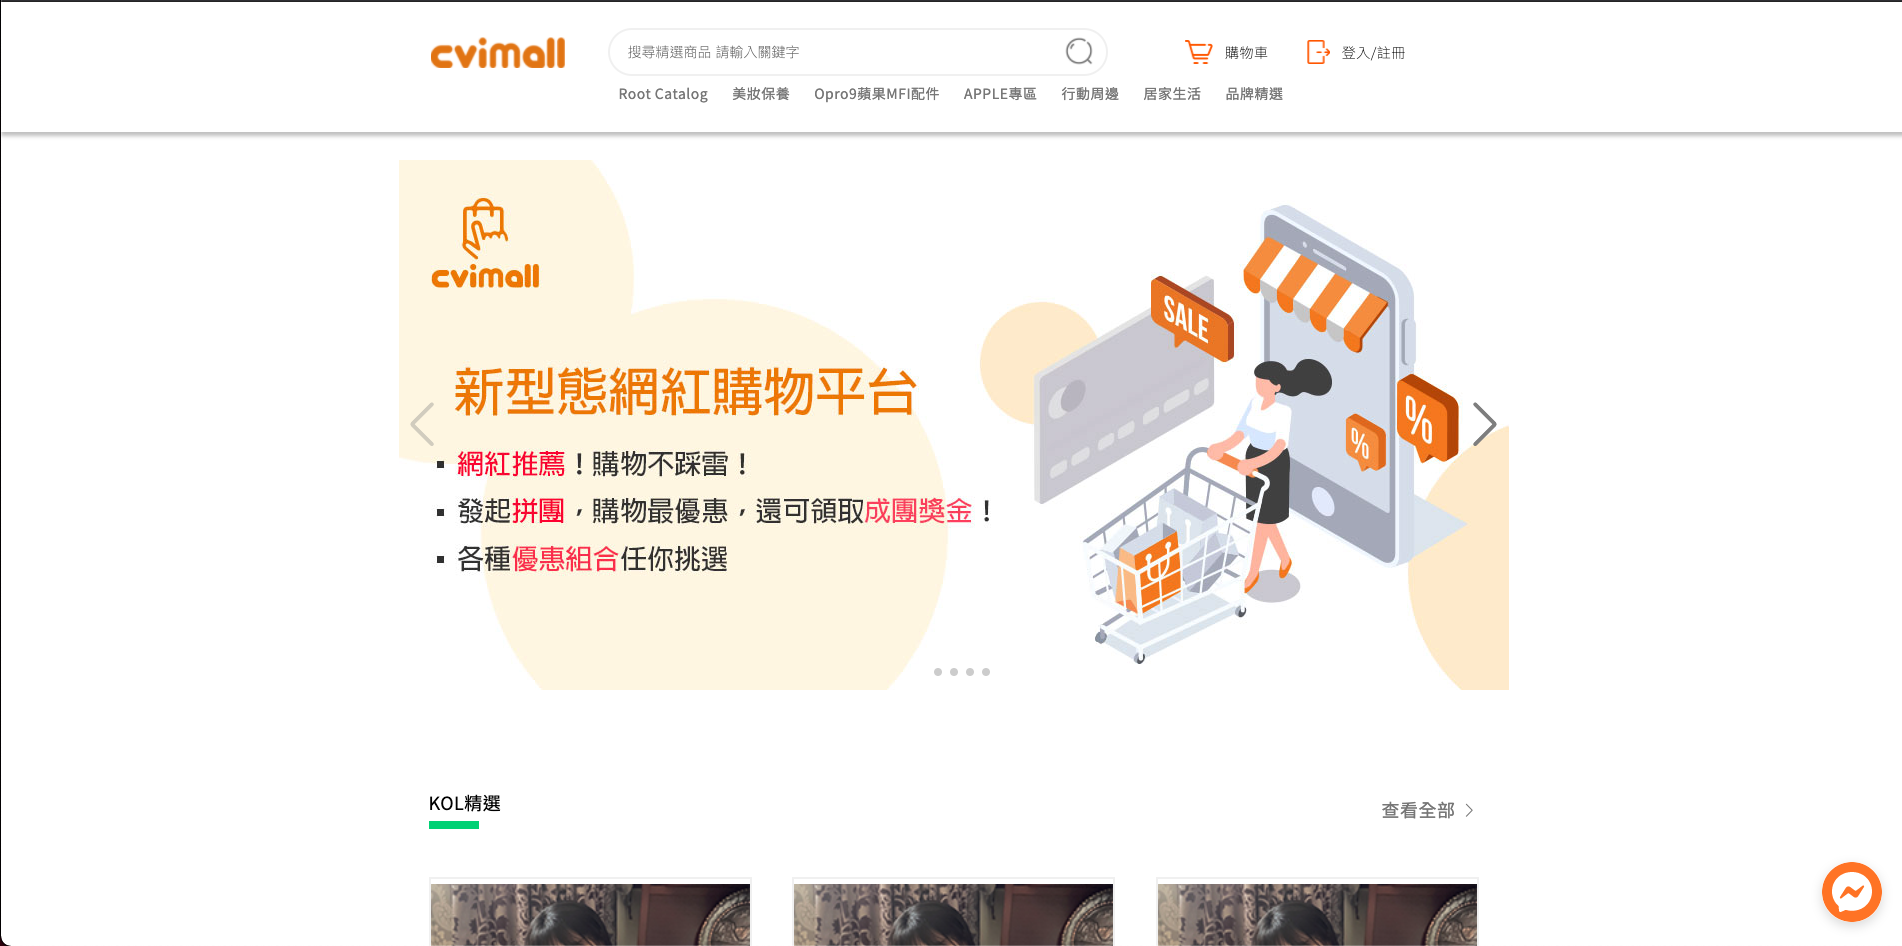 cvimall
搜尋精選商品 請輸入關鍵字
購物車
登入/註冊
Root Catalog 美妝保養 Opro9蘋果MFI配件 APPLE專區 行動周邊 居家生活 品牌精選
cvimall
SALE
新型態網紅購物平台
%
%
▪ 網紅推薦！購物不踩雷！
▪ 發起拼團，購物最優惠，還可領取成團獎金！
▪ 各種優惠組合任你挑選
KOL精選
查看全部